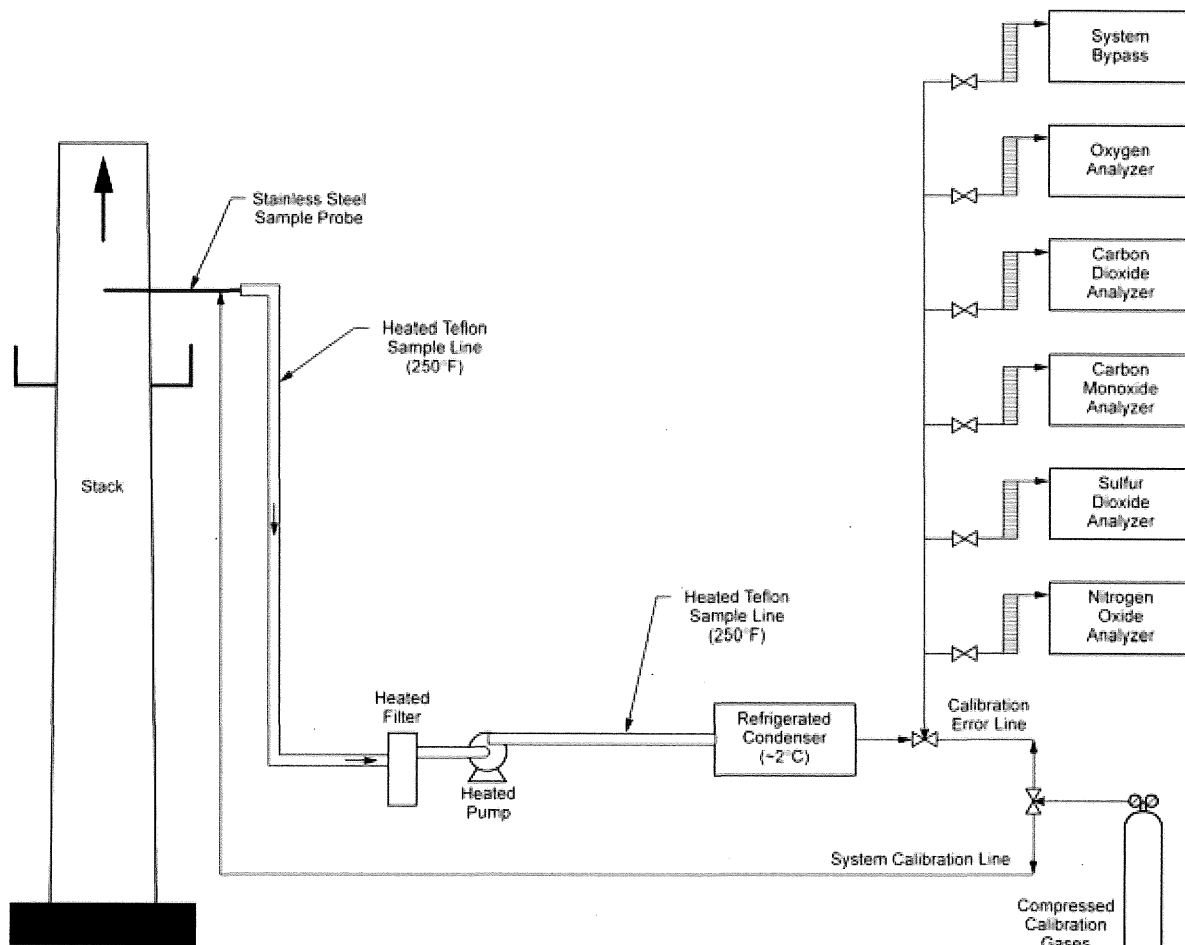 System
Bypass
Oxygen
Analyzer
Stainless Steel
Sample Probe
Carbon
Dioxide
Analyzer
Heated Teflon
Sample Line
(250°F)
Carbon
Monoxide
Analyzer
Stack
Sulfur
Dioxide
Analyzer
Heated Teflon
Sample Line
(250°F)
Nitrogen
Oxide
Analyzer
Heated
Filter
Refrigerated
Condenser
(~2°C)
Calibration
Error Line
Heated
Pump
System Calibration Line
Compressed
Calibration
Gases